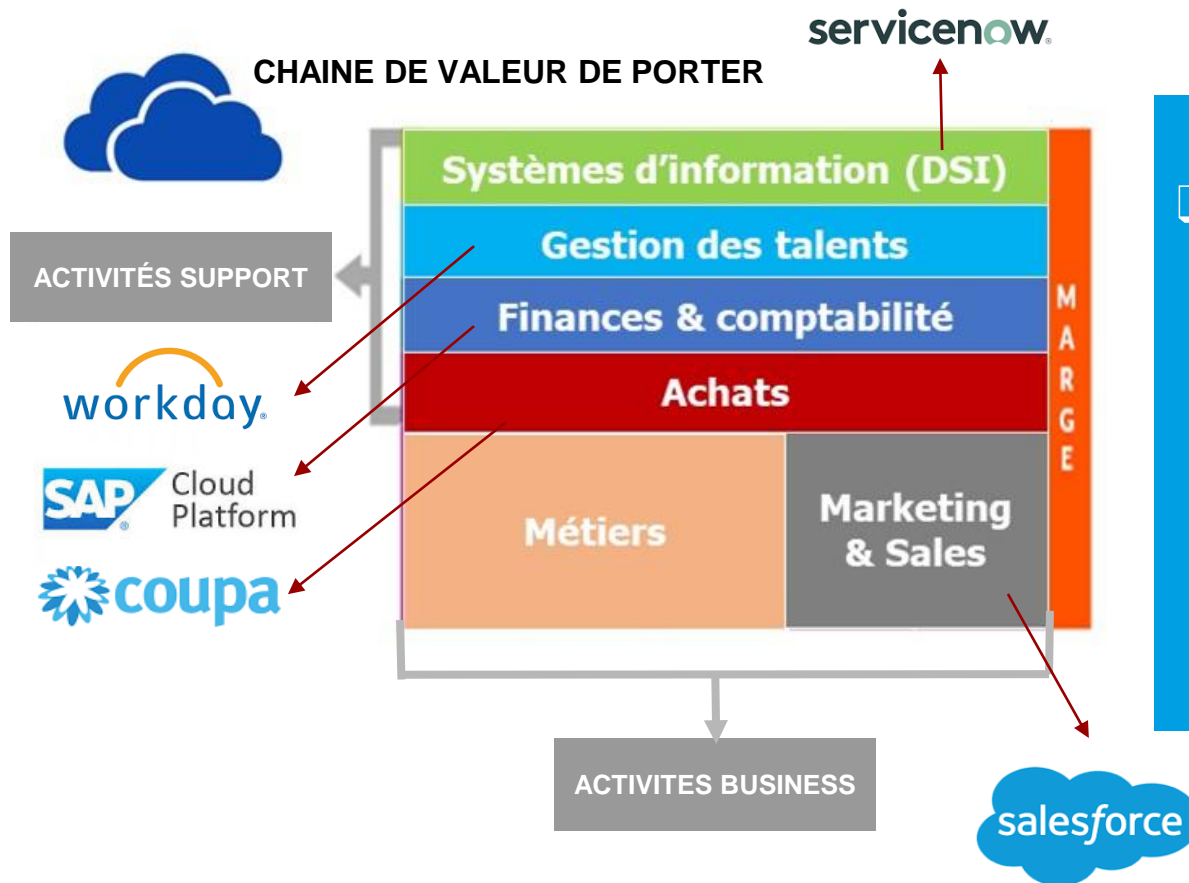 servicenow®
CHAINE DE VALEUR DE PORTER
Systèmes d'information (DSI)
Gestion des talents
ACTIVITÉS SUPPORT
Finances & comptabilité
Achats
MARGE
workday®
SAP® Cloud
Platform
coupa
Métiers
Marketing
& Sales
ACTIVITES BUSINESS
salesforce